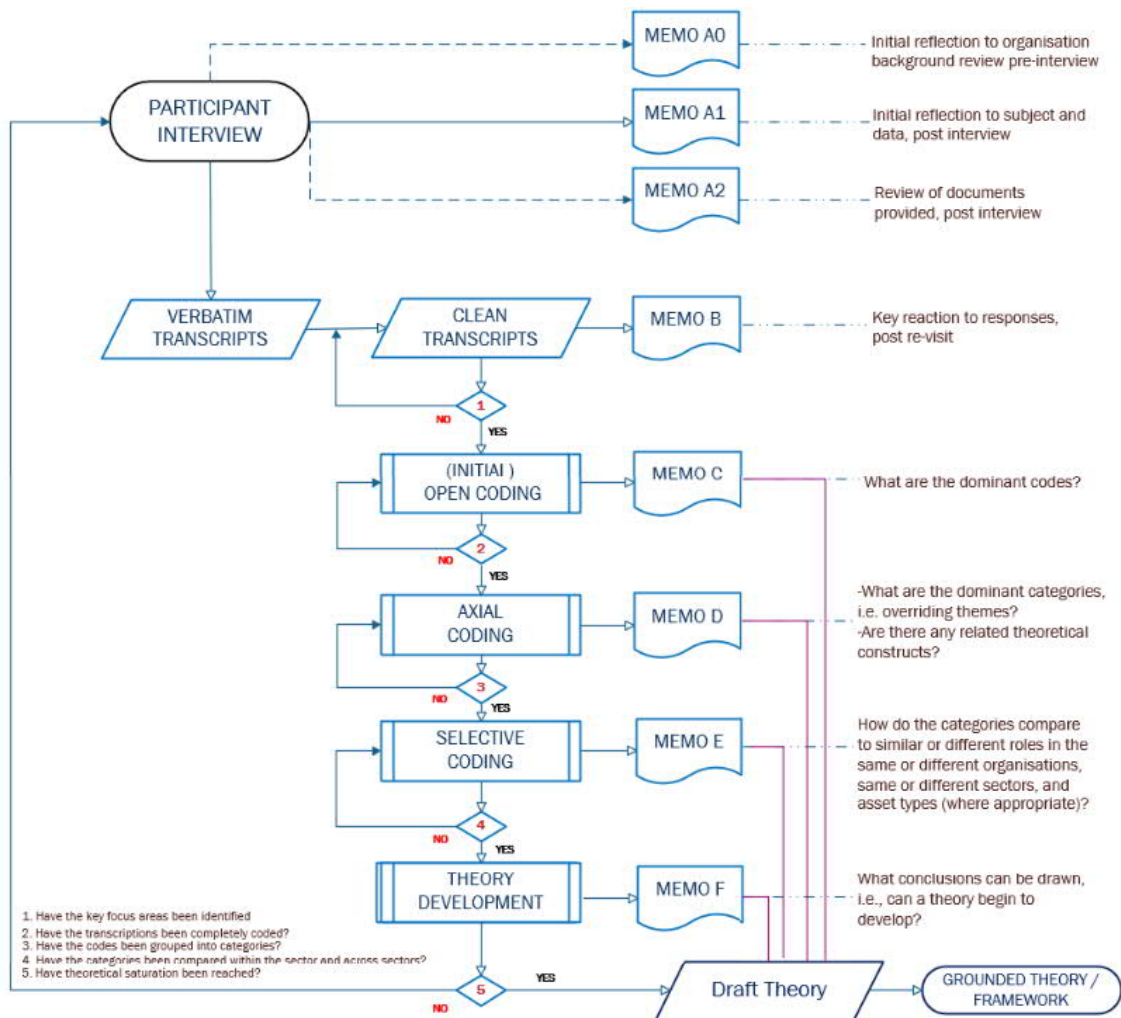 MEMO A0
Initial reflection to organisation
background review pre-interview
PARTICIPANT
INTERVIEW
MEMO A1
Initial reflection to subject and
data, post interview
MEMO A2
Review of documents
provided, post interview
VERBATIM
TRANSCRIPTS
CLEAN
TRANSCRIPTS
MEMO B
Key reaction to responses,
post re-visit
1
NO
YES
(INITIAL)
OPEN CODING
MEMO C
What are the dominant codes?
2
NO
YES
AXIAL
CODING
MEMO D
-What are the dominant categories,
i.e. overriding themes?
-Are there any related theoretical
constructs?
3
NO
YES
SELECTIVE
CODING
MEMO E
How do the categories compare
to similar or different roles in the
same or different organisations,
same or different sectors, and
asset types (where appropriate)?
4
NO
YES
THEORY
DEVELOPMENT
MEMO F
What conclusions can be drawn,
i.e., can a theory begin to
develop?
1. Have the key focus areas been identified
2. Have the transcriptions been completely coded?
3. Have the codes been grouped into categories?
4. Have the categories been compared within the sector and across sectors?
5. Have theoretical saturation been reached?
5
NO
YES
Draft Theory
GROUNDED THEORY /
FRAMEWORK